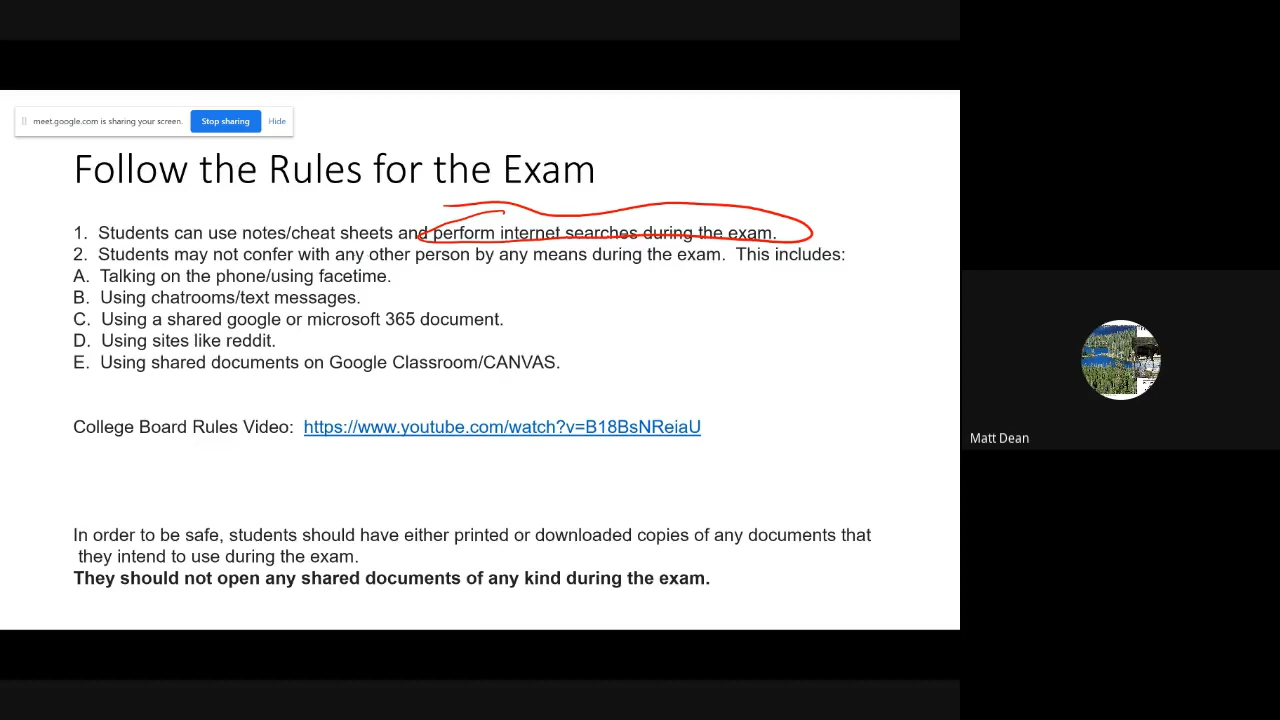 meet.google.com is sharing your screen. Stop sharing Hide
Follow the Rules for the Exam
1. Students can use notes/cheat sheets and perform internet searches during the exam.
2. Students may not confer with any other person by any means during the exam. This includes:
A. Talking on the phone/using facetime.
B. Using chatrooms/text messages.
C. Using a shared google or microsoft 365 document.
D. Using sites like reddit.
E. Using shared documents on Google Classroom/CANVAS.
College Board Rules Video: https://www.youtube.com/watch?v=B18BsNReiaU
Matt Dean
In order to be safe, students should have either printed or downloaded copies of any documents that
they intend to use during the exam.
They should not open any shared documents of any kind during the exam.